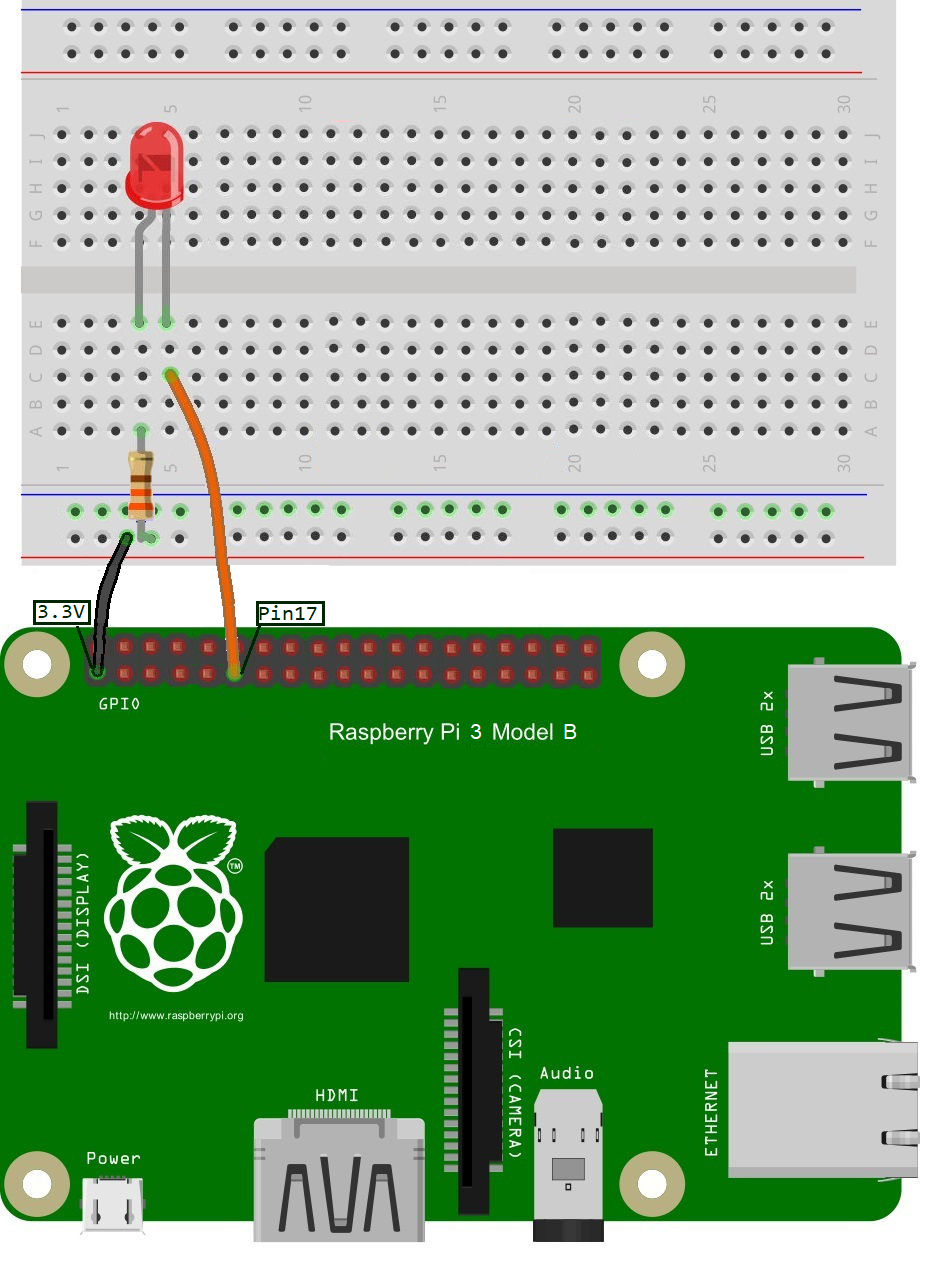 1 5 10 15 20 25 30
J J
I I
H H
G G
F F
E E
D D
C C
B B
A A
1 5 10 15 20 25 30
3.3V
Pin17
GPIO
Raspberry Pi 3 Model B
USB 2x
DSI (DISPLAY)
TM
USB 2x
http://www.raspberrypi.org
CSI (CAMERA)
Audio
ETHERNET
HDMI
Power